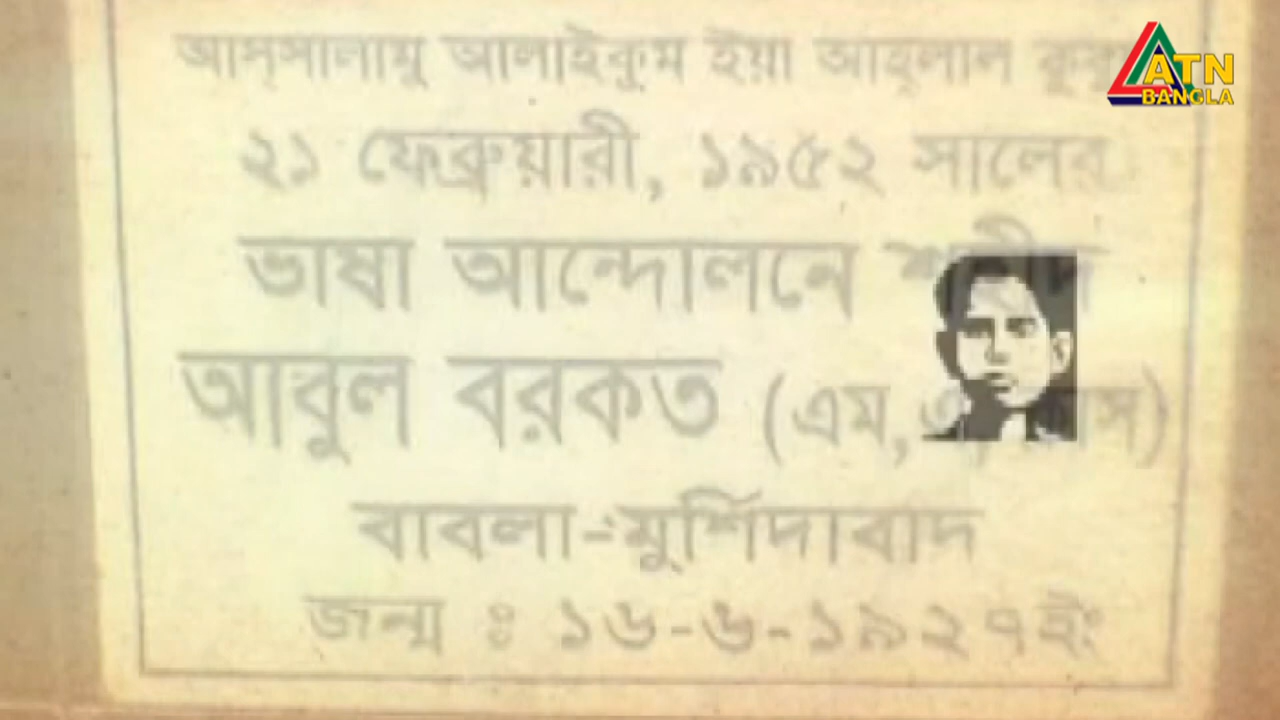 আস্সালামু আলাইকুম ইয়া আহ্লাল
ATN
BANGLA
২১ ফেব্রুয়ারী, ১৯৫২ সালের
ভাষা আন্দোলনে
আবুল বরকত (এম,
বাবলা-মুর্শিদাবাদ
জন্ম ঃ ১৬-৬-১৯২৭ইং